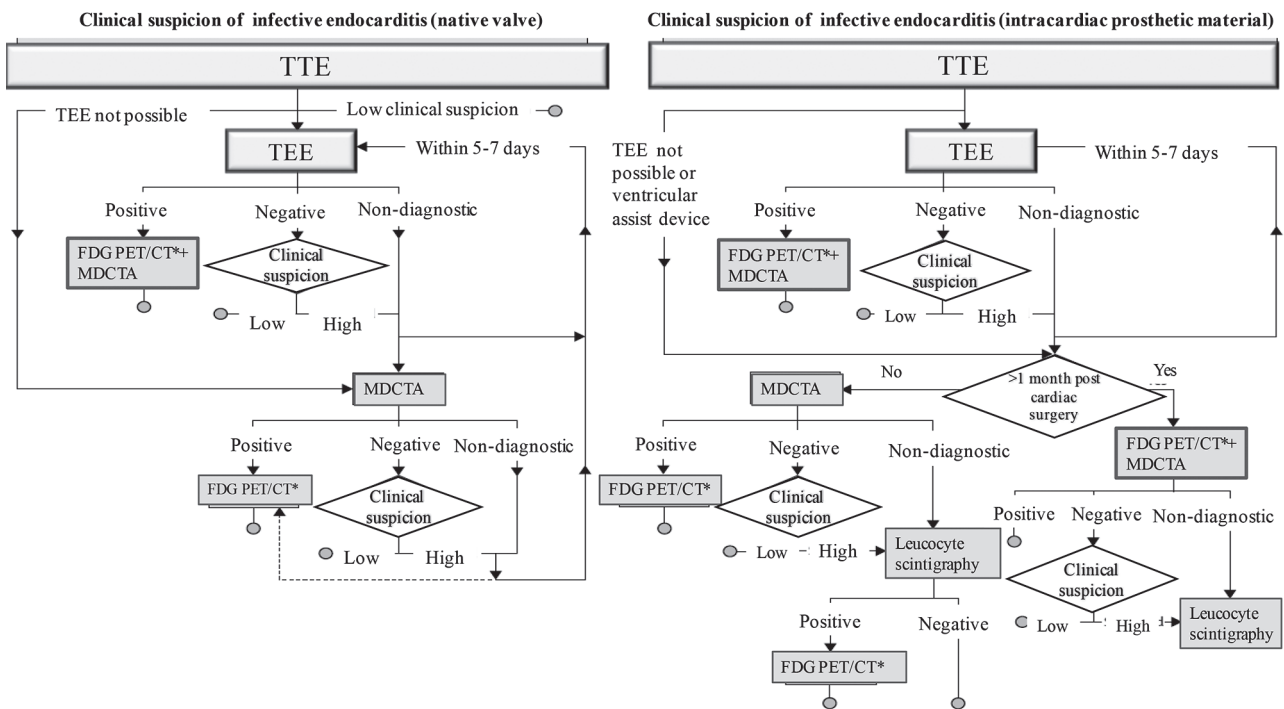 Clinical suspicion of infective endocarditis (native valve)
TTE
TEE not possible
Low clinical suspicion
TEE
Within 5-7 days
Positive
Negative
Non-diagnostic
FDG PET/CT*+
MDCTA
Clinical
suspicion
Low
High
MDCTA
Positive
Negative
Non-diagnostic
FDG PET/CT*
Clinical
suspicion
Low
High
Clinical suspicion of infective endocarditis (intracardiac prosthetic material)
TTE
TEE not
possible or
ventricular
assist device
TEE
Within 5-7 days
Positive
Negative
Non-diagnostic
FDG PET/CT*+
MDCTA
Clinical
suspicion
Low
High
>1 month post
cardiac
surgery
No
Yes
MDCTA
Positive
Negative
Non-diagnostic
FDG PET/CT*
Clinical
suspicion
Low
High
Leucocyte
scintigraphy
Positive
Negative
FDG PET/CT*
FDG PET/CT*+
MDCTA
Positive
Negative
Non-diagnostic
Clinical
suspicion
Low
High
Leucocyte
scintigraphy